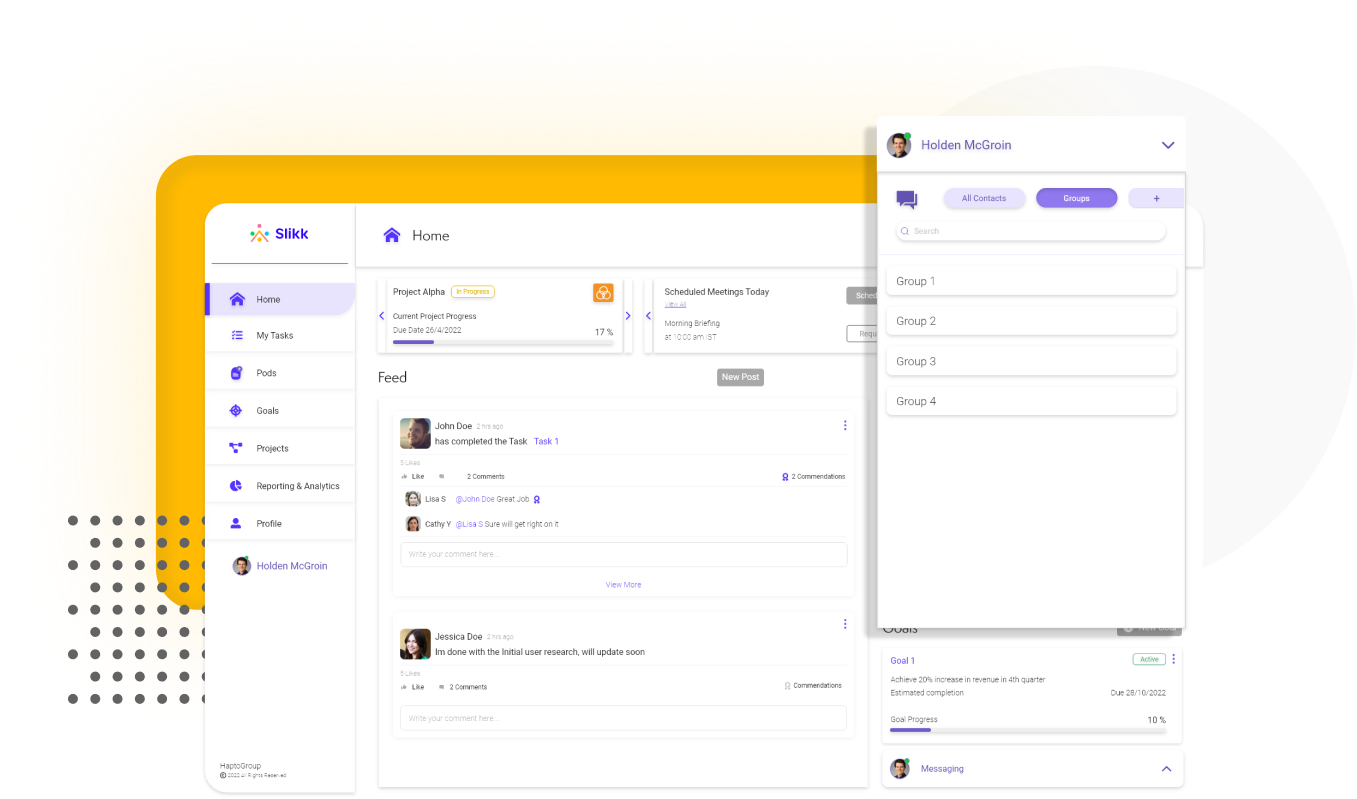 Slikk
Home
My Tasks
Pods
Goals
Projects
Reporting & Analytics
Profile
Holden McGroin
HaptoGroup
© 2022 All Rights Reserved
Home
Project Alpha
In Progress
Current Project Progress
Due Date 26/4/2022
17 %
Scheduled Meetings Today
View All
Morning Briefing
at 10:00 am IST
Sched
Requ
Feed
New Post
John Doe 2 hrs ago
has completed the Task Task 1
5 Likes
Like
2 Comments
2 Commendations
Lisa S @John Doe Great Job
Cathy Y @Lisa S Sure will get right on it
Write your comment here...
View More
Jessica Doe 2 hrs ago
Im done with the Initial user research, will update soon
5 Likes
Like
2 Comments
Commendations
Write your comment here...
Holden McGroin
All Contacts
Groups
+
Search
Group 1
Group 2
Group 3
Group 4
Goals
Goal 1
Active
Achieve 20% increase in revenue in 4th quarter
Estimated completion
Due 28/10/2022
Goal Progress
10 %
Messaging